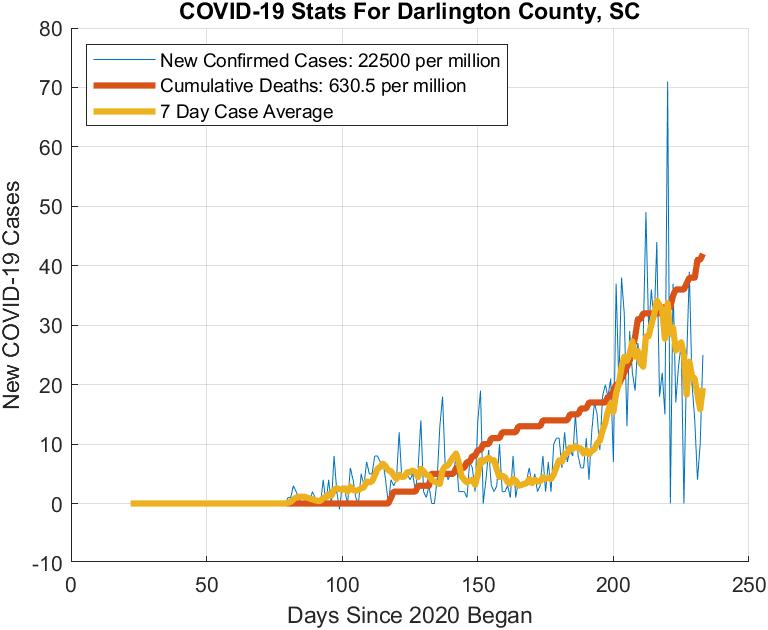 COVID-19 Stats For Darlington County, SC
New Confirmed Cases: 22500 per million
Cumulative Deaths: 630.5 per million
7 Day Case Average
New COVID-19 Cases
80
70
60
50
40
30
20
10
0
-10
0 50 100 150 200 250
Days Since 2020 Began